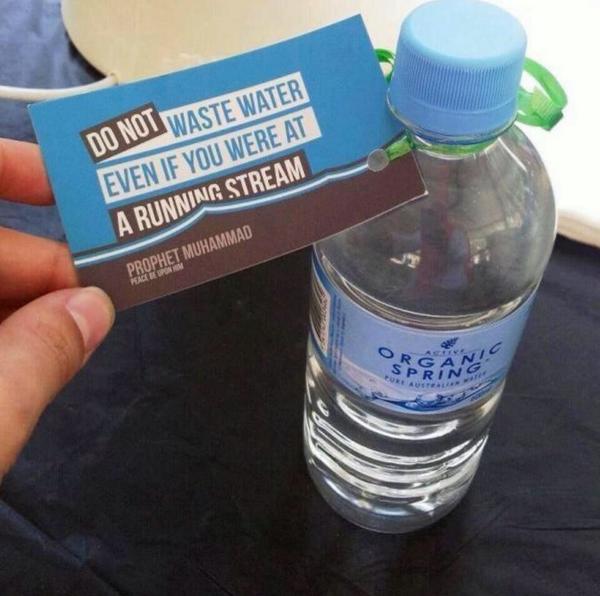 DO NOT WASTE WATER
EVEN IF YOU WERE AT
A RUNNING STREAM
PROPHET MUHAMMAD
PEACE BE UPON HIM
ACTIVE
ORGANIC
SPRING
PURE AUSTRALIAN WATER